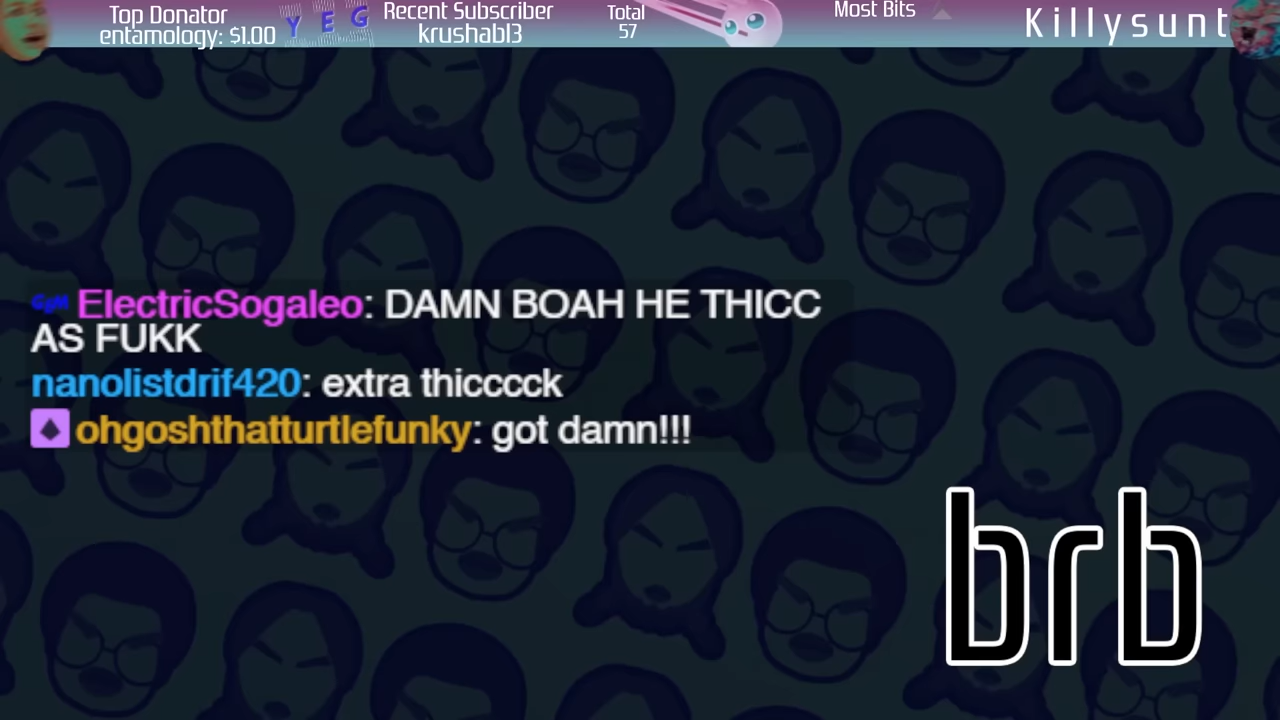 Top Donator
entamology: $1.00
Y E G
Recent Subscriber
krushabl3
Total
57
Most Bits
Killysunt
ElectricSogaleo: DAMN BOAH HE THICC
AS FUKK
nanolistdrif420: extra thicccck
ohgoshthatturtlefunky: got damn!!!
brb